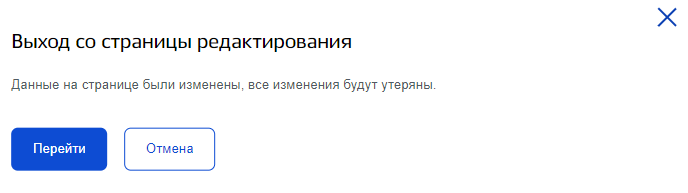 Выход со страницы редактирования
Данные на странице были изменены, все изменения будут утеряны.
Перейти
Отмена